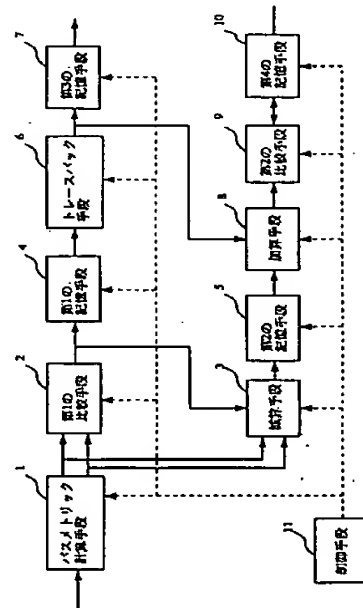 1
パスメトリック
計算手段
2
第1の比較手段
4
第1の記憶手段
6
トレースバック
手段
7
第3の記憶手段
3
減算手段
5
第2の記憶手段
8
加算手段
9
第2の比較手段
10
第4の記憶手段
11
制御手段